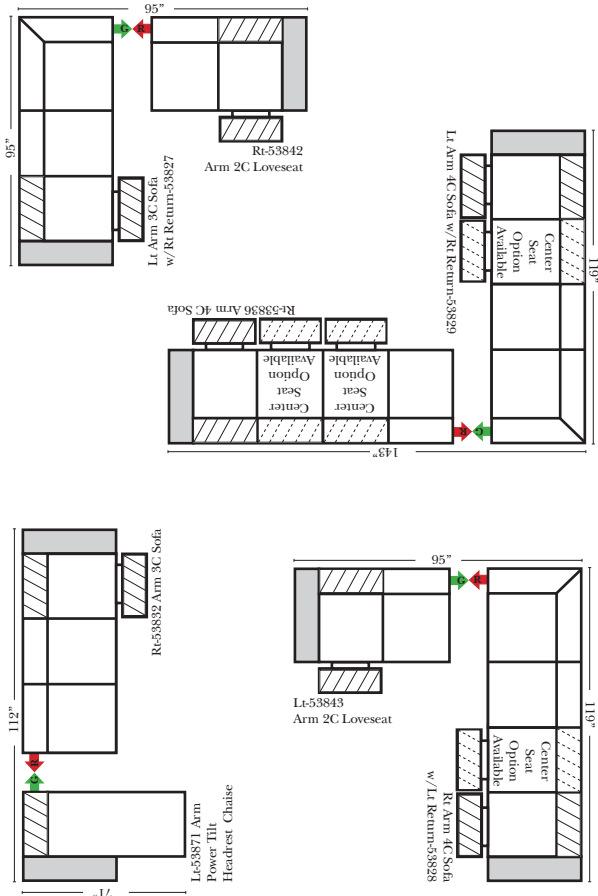 95”
G R
95”
Rt-53842
Arm 2C Loveseat
Lt Arm 3C Sofa
w/Rt Return-53827
Lt Arm 4C Sofa w/Rt Return-53829
Center
Seat
Option
Available
119”
Rt-53836 Arm 4C Sofa
Center
Seat
Option
Available
Center
Seat
Option
Available
R G
143”
112”
Rt-53832 Arm 3C Sofa
G R
Lt-53871 Arm
Power Tilt
Headrest Chaise
71”
95”
G R
Lt-53843
Arm 2C Loveseat
Center
Seat
Option
Available
119”
Rt Arm 4C Sofa
w/Lt Return-53828